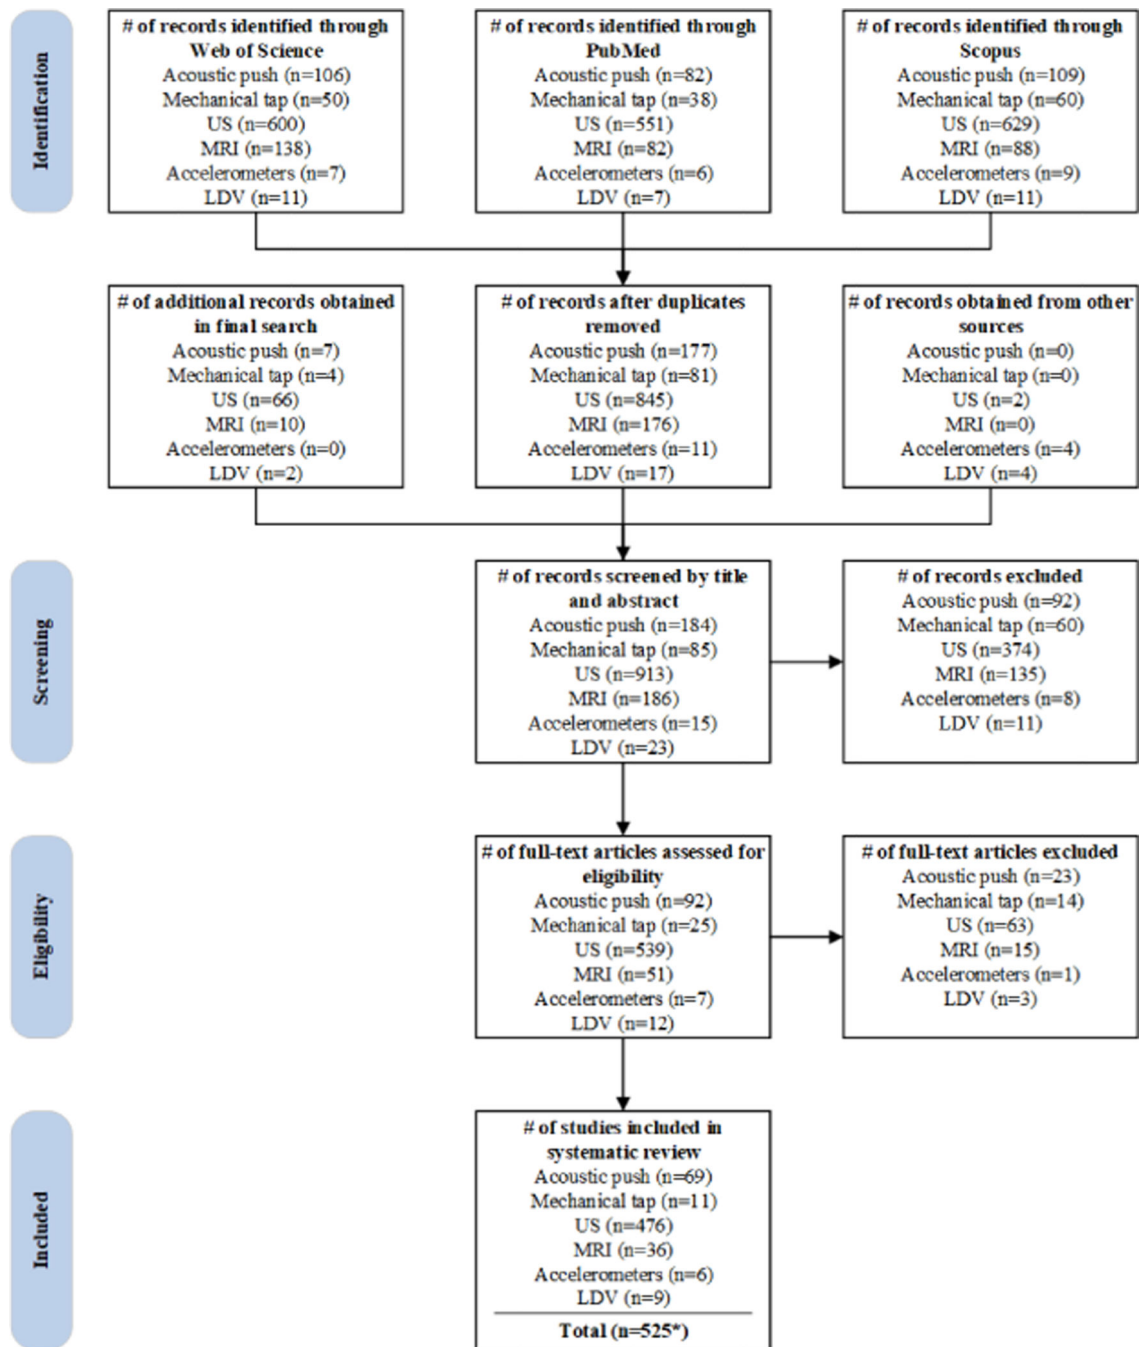 Identification
# of records identified through
Web of Science
Acoustic push (n=106)
Mechanical tap (n=50)
US (n=600)
MRI (n=138)
Accelerometers (n=7)
LDV (n=11)
# of records identified through
PubMed
Acoustic push (n=82)
Mechanical tap (n=38)
US (n=551)
MRI (n=82)
Accelerometers (n=6)
LDV (n=7)
# of records identified through
Scopus
Acoustic push (n=109)
Mechanical tap (n=60)
US (n=629)
MRI (n=88)
Accelerometers (n=9)
LDV (n=11)
# of additional records obtained
in final search
Acoustic push (n=7)
Mechanical tap (n=4)
US (n=66)
MRI (n=10)
Accelerometers (n=0)
LDV (n=2)
# of records after duplicates
removed
Acoustic push (n=177)
Mechanical tap (n=81)
US (n=845)
MRI (n=176)
Accelerometers (n=11)
LDV (n=17)
# of records obtained from other
sources
Acoustic push (n=0)
Mechanical tap (n=0)
US (n=2)
MRI (n=0)
Accelerometers (n=4)
LDV (n=4)
Screening
# of records screened by title
and abstract
Acoustic push (n=184)
Mechanical tap (n=85)
US (n=913)
MRI (n=186)
Accelerometers (n=15)
LDV (n=23)
# of records excluded
Acoustic push (n=92)
Mechanical tap (n=60)
US (n=374)
MRI (n=135)
Accelerometers (n=8)
LDV (n=11)
Eligibility
# of full-text articles assessed for
eligibility
Acoustic push (n=92)
Mechanical tap (n=25)
US (n=539)
MRI (n=51)
Accelerometers (n=7)
LDV (n=12)
# of full-text articles excluded
Acoustic push (n=23)
Mechanical tap (n=14)
US (n=63)
MRI (n=15)
Accelerometers (n=1)
LDV (n=3)
Included
# of studies included in
systematic review
Acoustic push (n=69)
Mechanical tap (n=11)
US (n=476)
MRI (n=36)
Accelerometers (n=6)
LDV (n=9)
Total (n=525*)